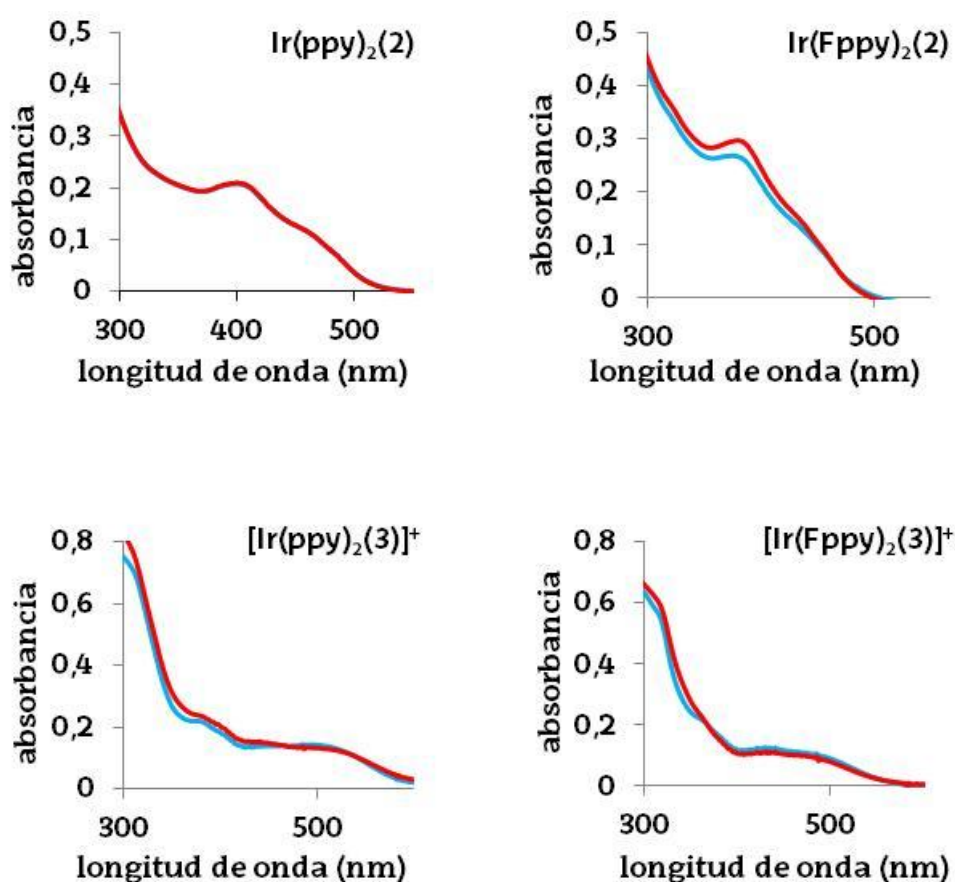 Ir(ppy)₂(2)
absorbancia
0,5
0,4
0,3
0,2
0,1
0
300 400 500
longitud de onda (nm)
Ir(Fppy)₂(2)
absorbancia
0,5
0,4
0,3
0,2
0,1
0
300 500
longitud de onda (nm)
[Ir(ppy)₂(3)]⁺
absorbancia
0,8
0,6
0,4
0,2
0
300 500
longitud de onda (nm)
[Ir(Fppy)₂(3)]⁺
absorbancia
0,8
0,6
0,4
0,2
0
300 500
longitud de onda (nm)